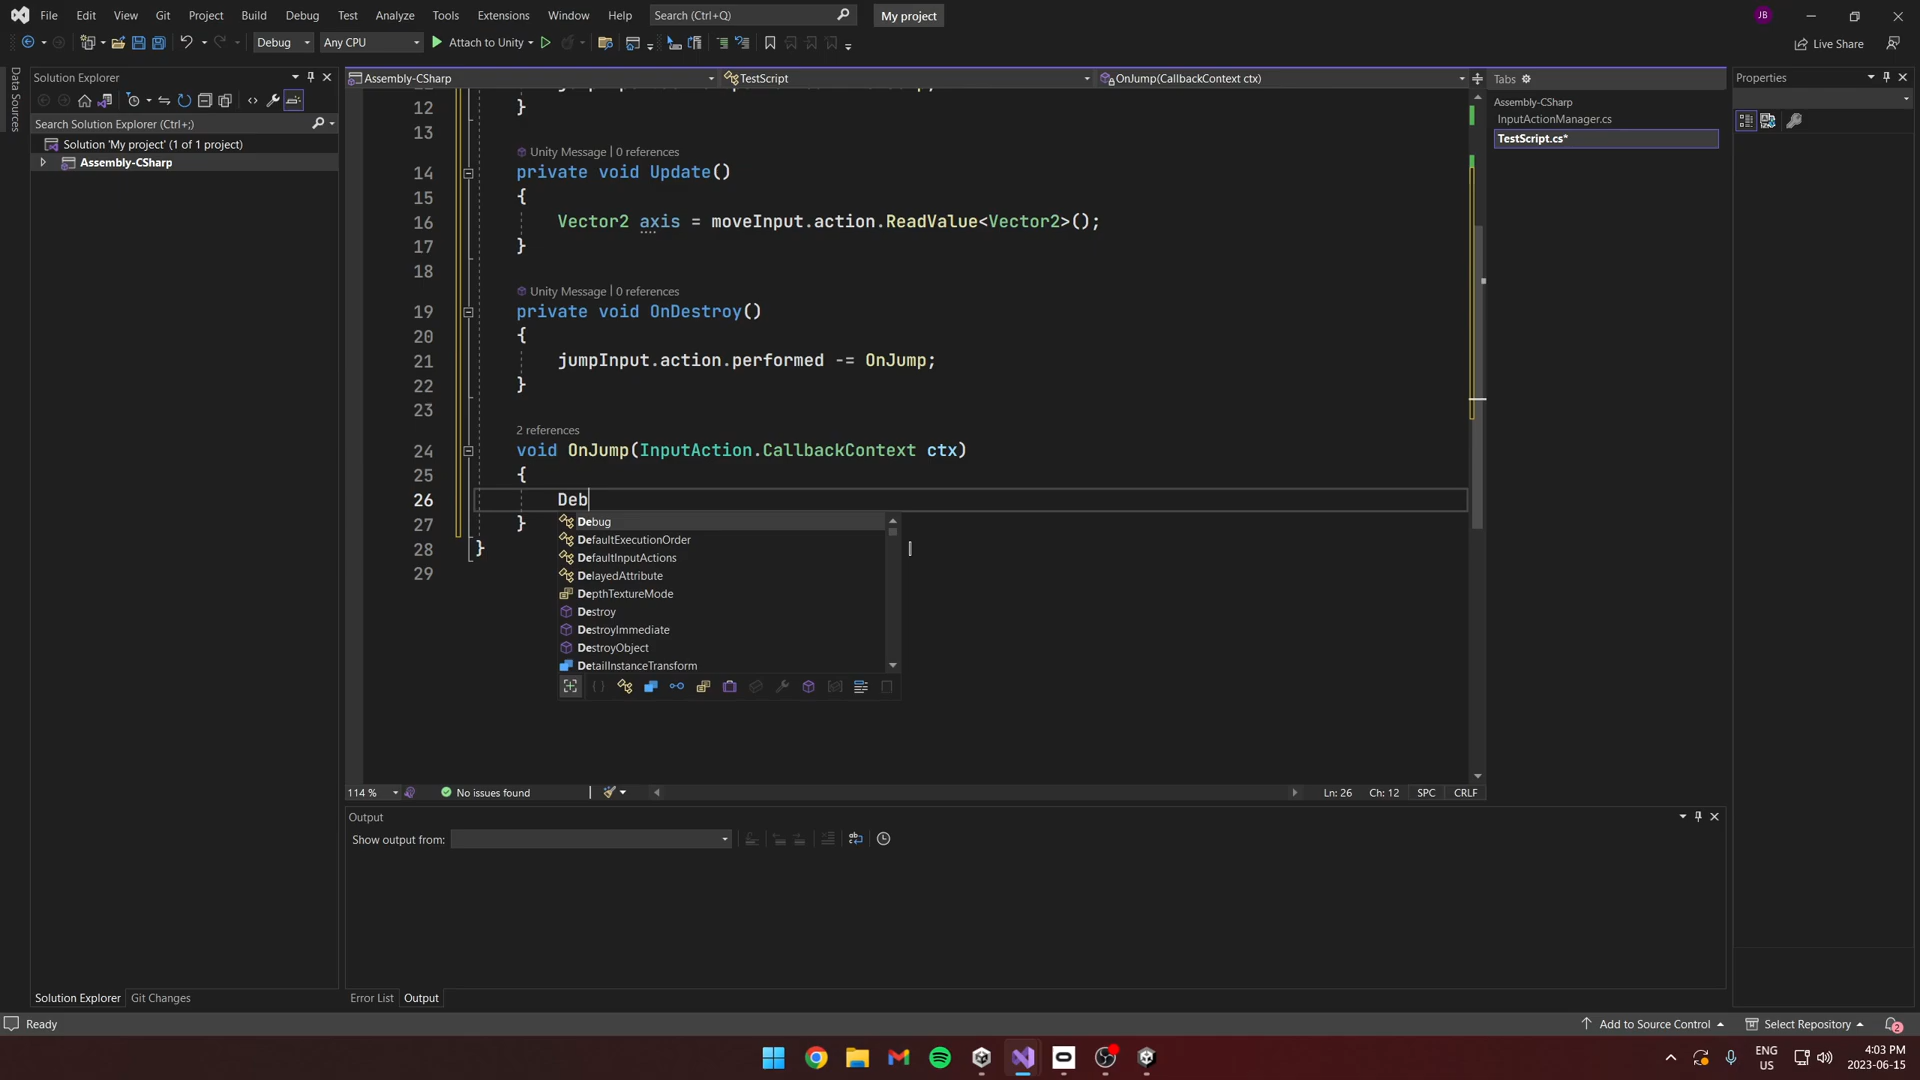 File Edit View Git Project Build Debug Test Analyze Tools Extensions Window Help Search (Ctrl+Q) My project JB
Debug Any CPU Attach to Unity Live Share
Data Sources
Solution Explorer
Search Solution Explorer (Ctrl+;)
Solution 'My project' (1 of 1 project)
Assembly-CSharp
Assembly-CSharp TestScript OnJump(CallbackContext ctx)
12 }
13
Unity Message | 0 references
14 private void Update()
15 {
16 Vector2 axis = moveInput.action.ReadValue<Vector2>();
17 }
18
Unity Message | 0 references
19 private void OnDestroy()
20 {
21 jumpInput.action.performed -= OnJump;
22 }
23
2 references
24 void OnJump(InputAction.CallbackContext ctx)
25 {
26 Deb
27 }
28 }
29
Debug
DefaultExecutionOrder
DefaultInputActions
DelayedAttribute
DepthTextureMode
Destroy
DestroyImmediate
DestroyObject
DetailInstanceTransform
114 % No issues found Ln: 26 Ch: 12 SPC CRLF
Tabs
Assembly-CSharp
InputActionManager.cs
TestScript.cs*
Properties
Output
Show output from:
Solution Explorer Git Changes
Error List Output
Ready Add to Source Control Select Repository 2
ENG
US
4:03 PM
2023-06-15